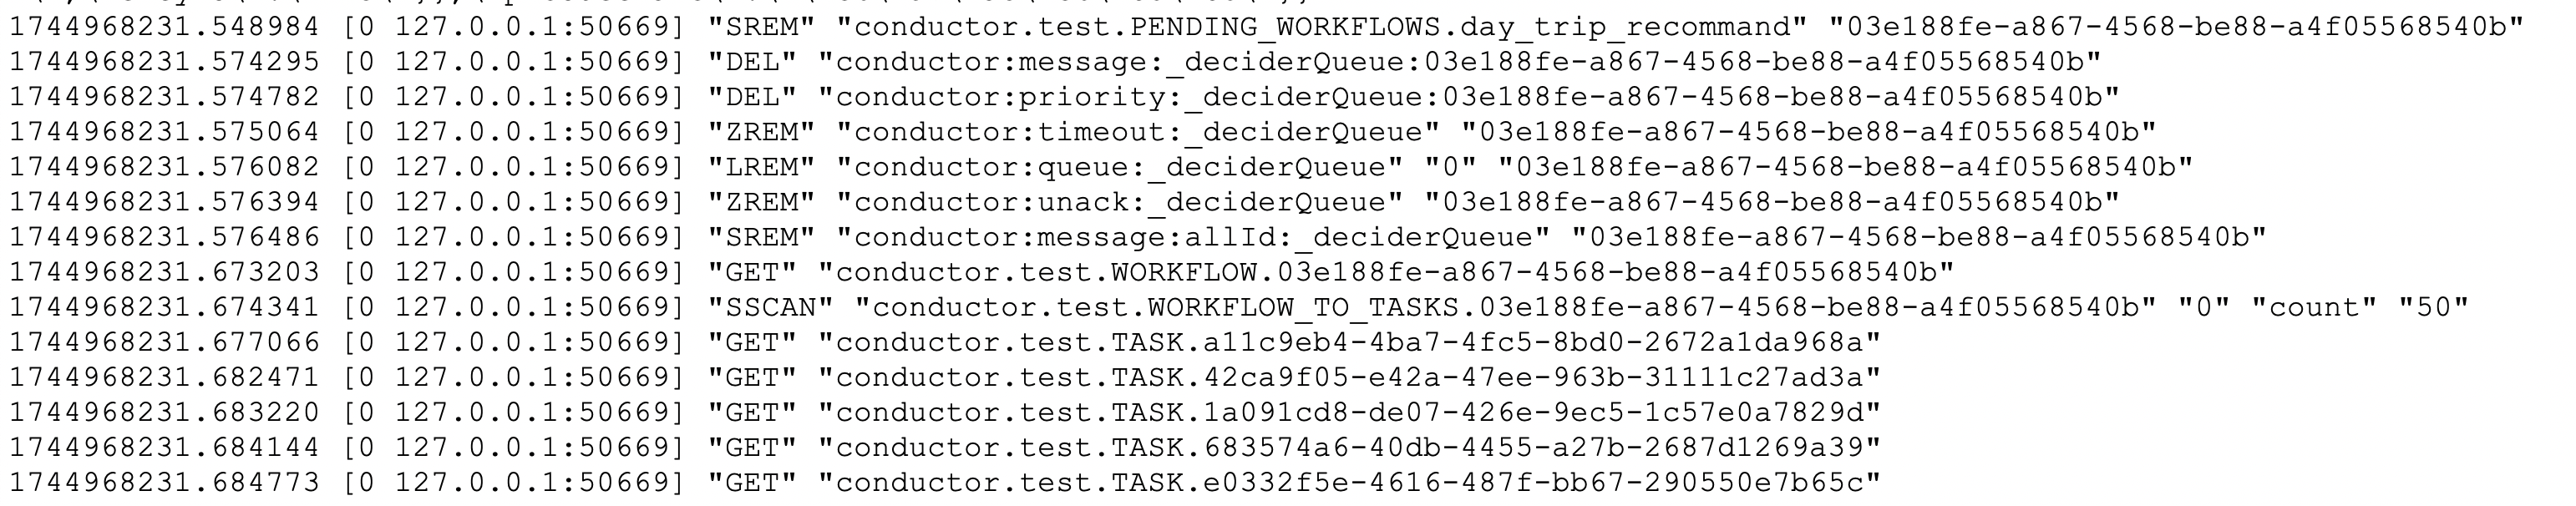 1744968231.548984 [0 127.0.0.1:50669] "SREM" "conductor.test.PENDING_WORKFLOWS.day_trip_recommand" "03e188fe-a867-4568-be88-a4f05568540b"
1744968231.574295 [0 127.0.0.1:50669] "DEL" "conductor:message:_deciderQueue:03e188fe-a867-4568-be88-a4f05568540b"
1744968231.574782 [0 127.0.0.1:50669] "DEL" "conductor:priority:_deciderQueue:03e188fe-a867-4568-be88-a4f05568540b"
1744968231.575064 [0 127.0.0.1:50669] "ZREM" "conductor:timeout:_deciderQueue" "03e188fe-a867-4568-be88-a4f05568540b"
1744968231.576082 [0 127.0.0.1:50669] "LREM" "conductor:queue:_deciderQueue" "0" "03e188fe-a867-4568-be88-a4f05568540b"
1744968231.576394 [0 127.0.0.1:50669] "ZREM" "conductor:unack:_deciderQueue" "03e188fe-a867-4568-be88-a4f05568540b"
1744968231.576486 [0 127.0.0.1:50669] "SREM" "conductor:message:allId:_deciderQueue" "03e188fe-a867-4568-be88-a4f05568540b"
1744968231.673203 [0 127.0.0.1:50669] "GET" "conductor.test.WORKFLOW.03e188fe-a867-4568-be88-a4f05568540b"
1744968231.674341 [0 127.0.0.1:50669] "SSCAN" "conductor.test.WORKFLOW_TO_TASKS.03e188fe-a867-4568-be88-a4f05568540b" "0" "count" "50"
1744968231.677066 [0 127.0.0.1:50669] "GET" "conductor.test.TASK.a11c9eb4-4ba7-4fc5-8bd0-2672a1da968a"
1744968231.682471 [0 127.0.0.1:50669] "GET" "conductor.test.TASK.42ca9f05-e42a-47ee-963b-31111c27ad3a"
1744968231.683220 [0 127.0.0.1:50669] "GET" "conductor.test.TASK.1a091cd8-de07-426e-9ec5-1c57e0a7829d"
1744968231.684144 [0 127.0.0.1:50669] "GET" "conductor.test.TASK.683574a6-40db-4455-a27b-2687d1269a39"
1744968231.684773 [0 127.0.0.1:50669] "GET" "conductor.test.TASK.e0332f5e-4616-487f-bb67-290550e7b65c"